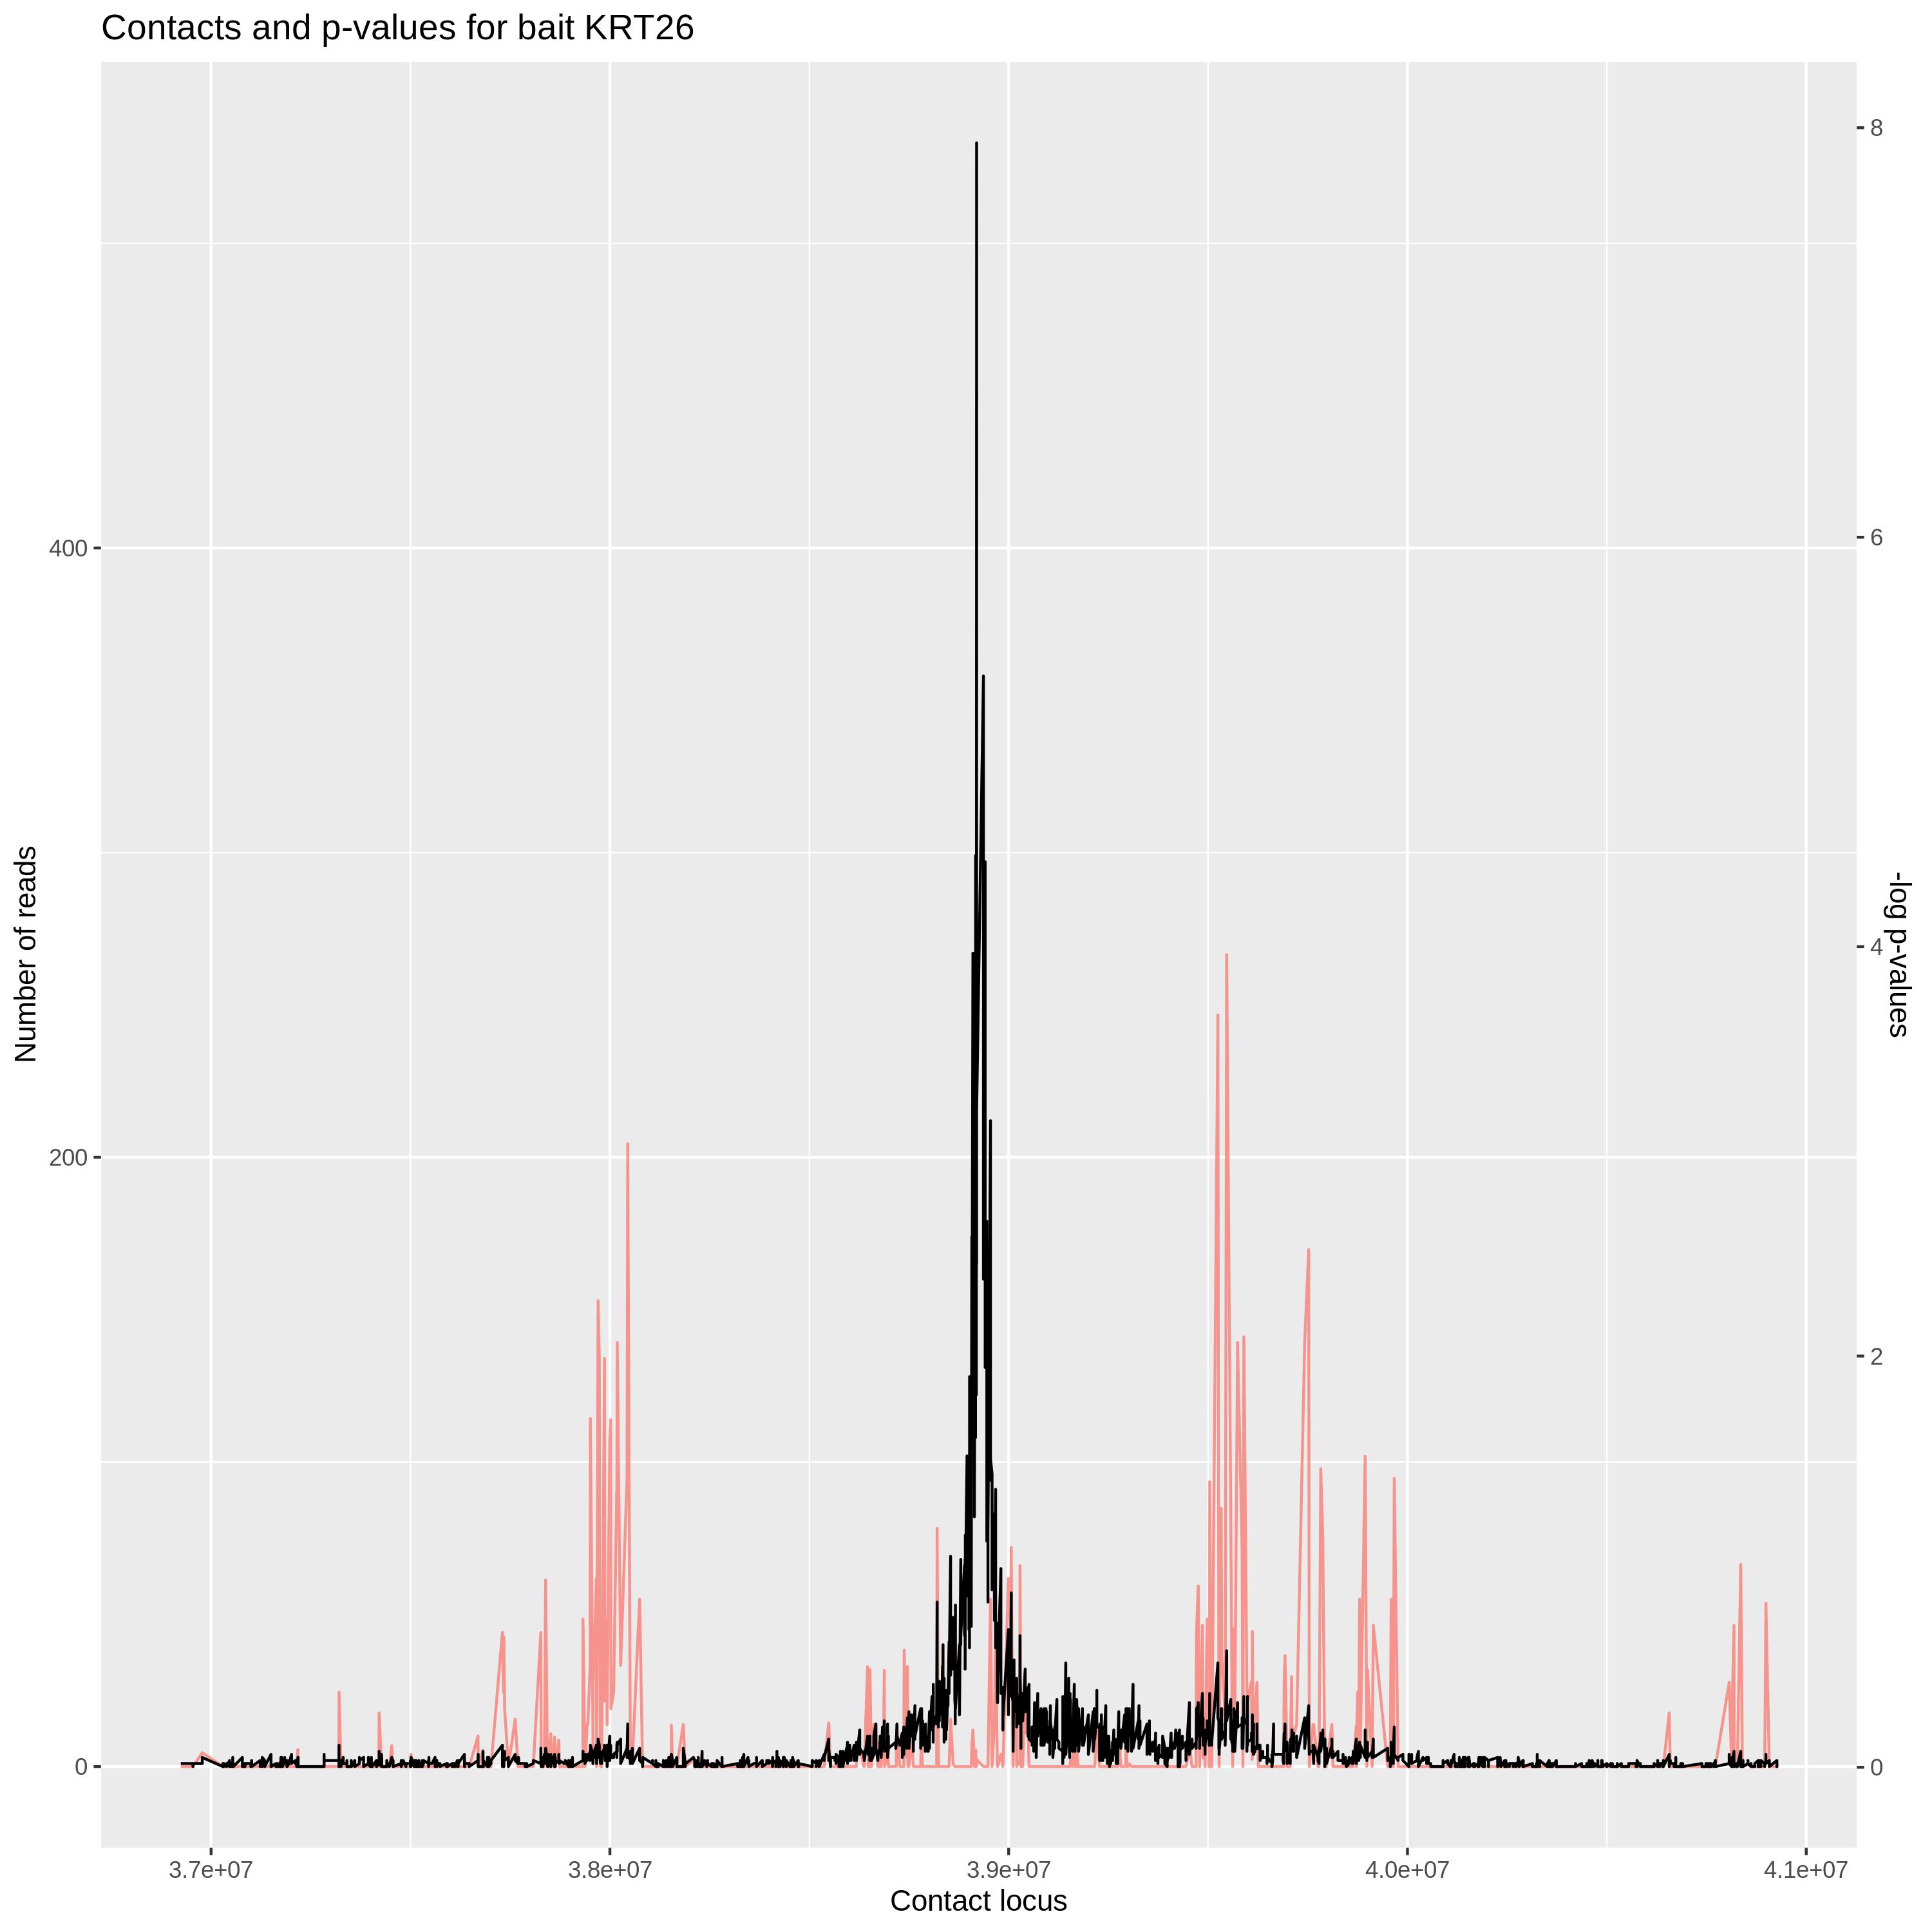 Contacts and p-values for bait KRT26
8
6
4
2
0
400
200
0
Number of reads
-log p-values
3.7e+07
3.8e+07
3.9e+07
4.0e+07
4.1e+07
Contact locus